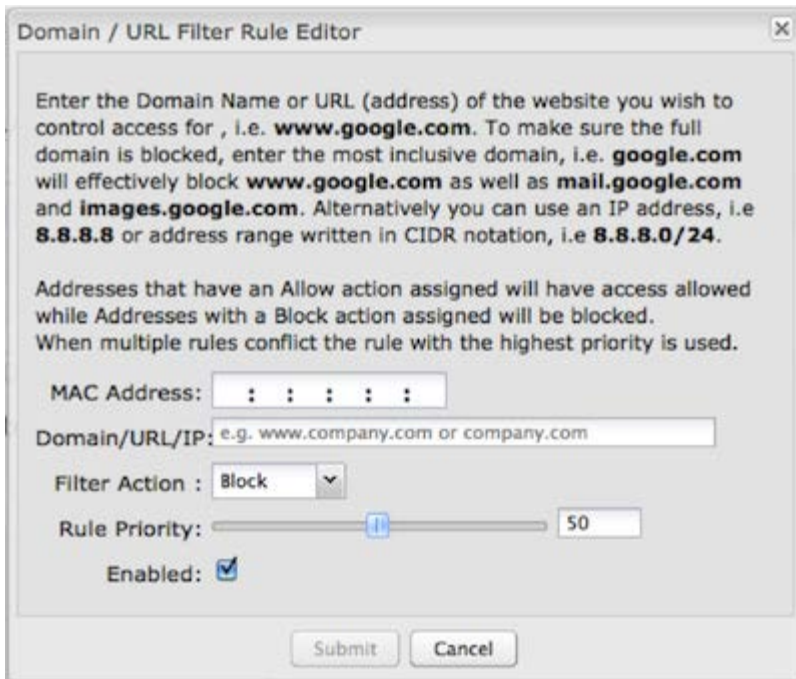 Domain / URL Filter Rule Editor
Enter the Domain Name or URL (address) of the website you wish to
control access for , i.e. www.google.com. To make sure the full
domain is blocked, enter the most inclusive domain, i.e. google.com
will effectively block www.google.com as well as mail.google.com
and images.google.com. Alternatively you can use an IP address, i.e
8.8.8.8 or address range written in CIDR notation, i.e 8.8.8.0/24.
Addresses that have an Allow action assigned will have access allowed
while Addresses with a Block action assigned will be blocked.
When multiple rules conflict the rule with the highest priority is used.
MAC Address: : : : : :
Domain/URL/IP: e.g. www.company.com or company.com
Filter Action : Block
Rule Priority: 50
Enabled:
Submit Cancel